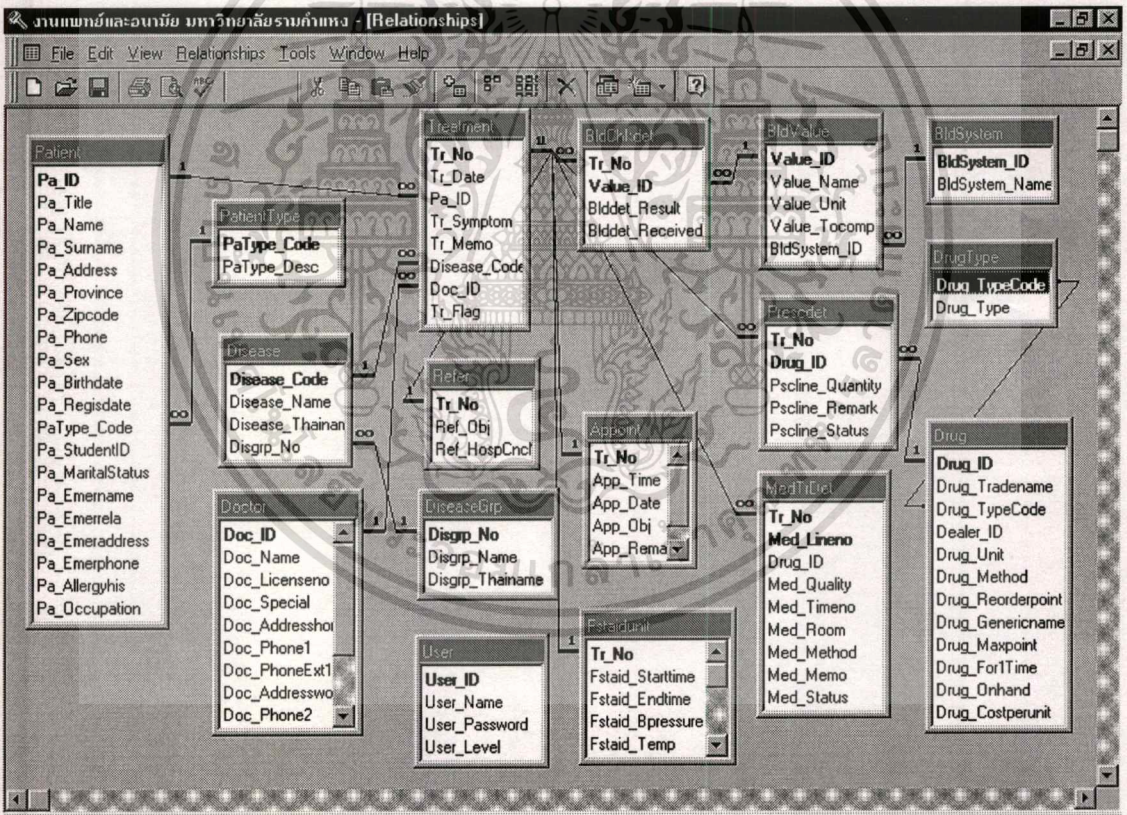 งานแพทย์และอนามัย มหาวิทยาลัยรามคำแหง - [Relationships]
File Edit View Relationships Tools Window Help
Patient
Pa_ID
Pa_Title
Pa_Name
Pa_Surname
Pa_Address
Pa_Province
Pa_Zipcode
Pa_Phone
Pa_Sex
Pa_Birthdate
Pa_Regisdate
PaType_Code
Pa_StudentID
Pa_MaritalStatus
Pa_Emername
Pa_Emerrela
Pa_Emeraddress
Pa_Emerphone
Pa_Allergyhis
Pa_Occupation
PatientType
PaType_Code
PaType_Desc
Disease
Disease_Code
Disease_Name
Disease_Thainan
Disgrp_No
Doctor
Doc_ID
Doc_Name
Doc_Licenseno
Doc_Special
Doc_Addresshor
Doc_Phone1
Doc_PhoneExt1
Doc_Addresswo
Doc_Phone2
Treatment
Tr_No
Tr_Date
Pa_ID
Tr_Symptom
Tr_Memo
Disease_Code
Doc_ID
Tr_Flag
Refer
Tr_No
Ref_Obj
Ref_HospCncl
DiseaseGrp
Disgrp_No
Disgrp_Name
Disgrp_Thainame
User
User_ID
User_Name
User_Password
User_Level
BldChkdet
Tr_No
Value_ID
Blddet_Result
Blddet_Received
Appoint
Tr_No
App_Time
App_Date
App_Obj
App_Rema
Fstaidunit
Tr_No
Fstaid_Starttime
Fstaid_Endtime
Fstaid_Bpressure
Fstaid_Temp
BldValue
Value_ID
Value_Name
Value_Unit
Value_Tocomp
BldSystem_ID
Prescdet
Tr_No
Drug_ID
Pscline_Quantity
Pscline_Remark
Pscline_Status
MedTrDet
Tr_No
Med_Lineno
Drug_ID
Med_Quality
Med_Timeno
Med_Room
Med_Method
Med_Memo
Med_Status
BldSystem
BldSystem_ID
BldSystem_Name
DrugType
Drug_TypeCode
Drug_Type
Drug
Drug_ID
Drug_Tradename
Drug_TypeCode
Dealer_ID
Drug_Unit
Drug_Method
Drug_Reorderpoint
Drug_Genericname
Drug_Maxpoint
Drug_For1Time
Drug_Onhand
Drug_Costperunit